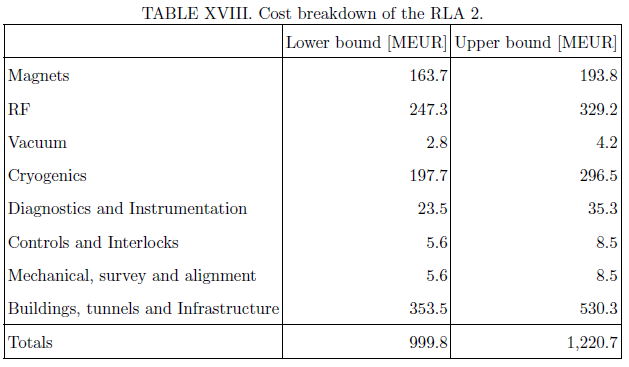 TABLE XVIII. Cost breakdown of the RLA 2.
Lower bound [MEUR] Upper bound [MEUR]
Magnets 163.7 193.8
RF 247.3 329.2
Vacuum 2.8 4.2
Cryogenics 197.7 296.5
Diagnostics and Instrumentation 23.5 35.3
Controls and Interlocks 5.6 8.5
Mechanical, survey and alignment 5.6 8.5
Buildings, tunnels and Infrastructure 353.5 530.3
Totals 999.8 1,220.7